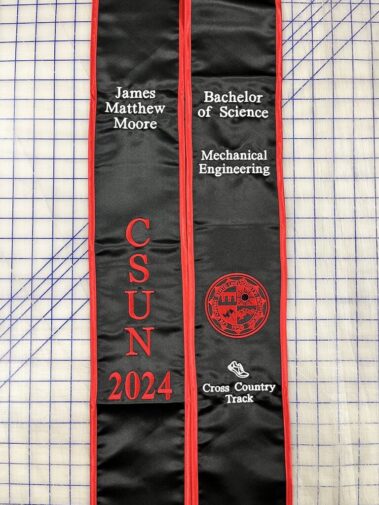 James
Matthew
Moore
CSUN
2024
Bachelor
of Science
Mechanical
Engineering
Cross Country
Track